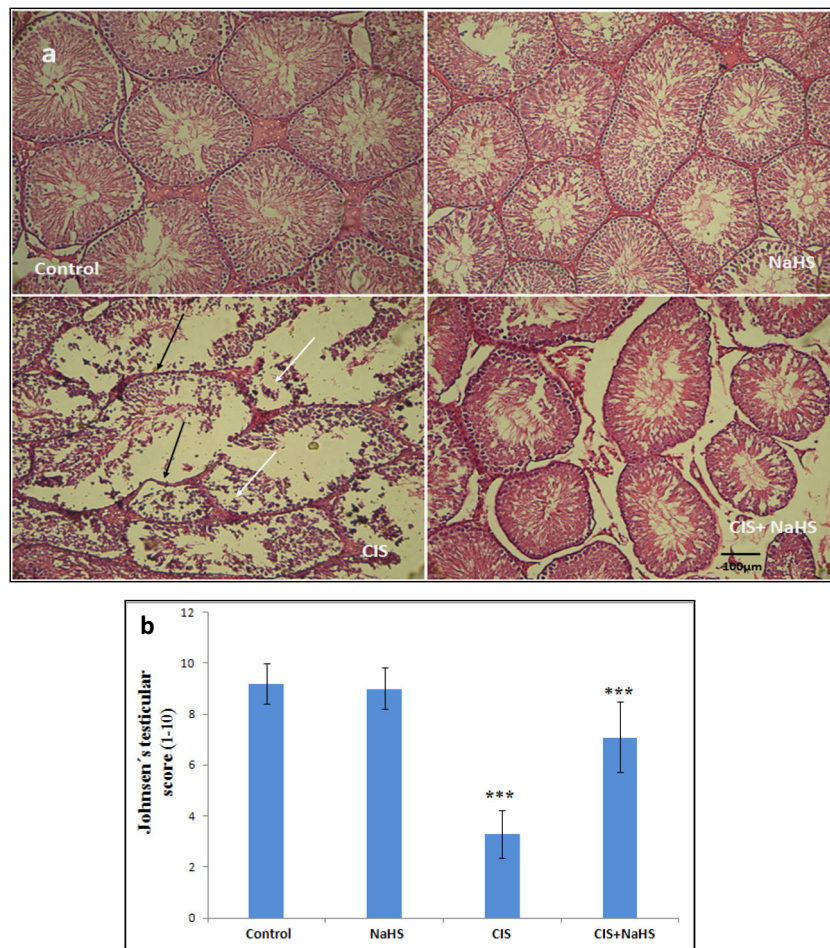 a
Control
NaHS
CIS
CIS+ NaHS
100µm
b
Johnsen´s testicular
score (1-10)
12
10
8
6
4
2
0
***
***
Control
NaHS
CIS
CIS+NaHS